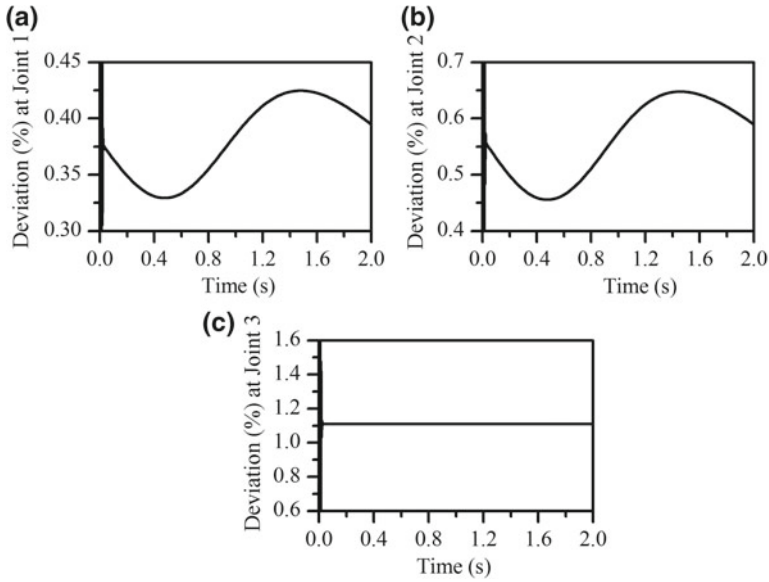 (a)
Deviation (%) at Joint 1
0.45
0.40
0.35
0.30
0.0 0.4 0.8 1.2 1.6 2.0
Time (s)
(b)
Deviation (%) at Joint 2
0.7
0.6
0.5
0.4
0.0 0.4 0.8 1.2 1.6 2.0
Time (s)
(c)
Deviation (%) at Joint 3
1.6
1.4
1.2
1.0
0.8
0.6
0.0 0.4 0.8 1.2 1.6 2.0
Time (s)